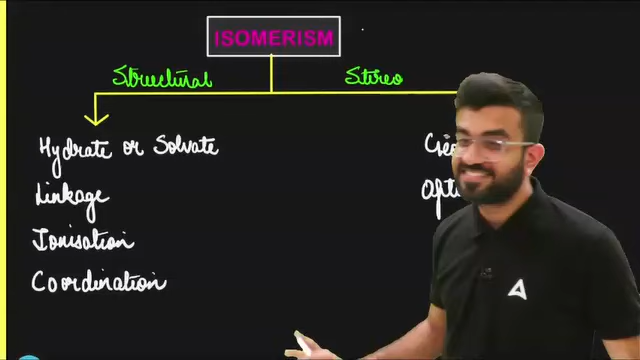 ISOMERISM
Structural
Stereo
Hydrate or Solvate
Linkage
Ionisation
Coordination